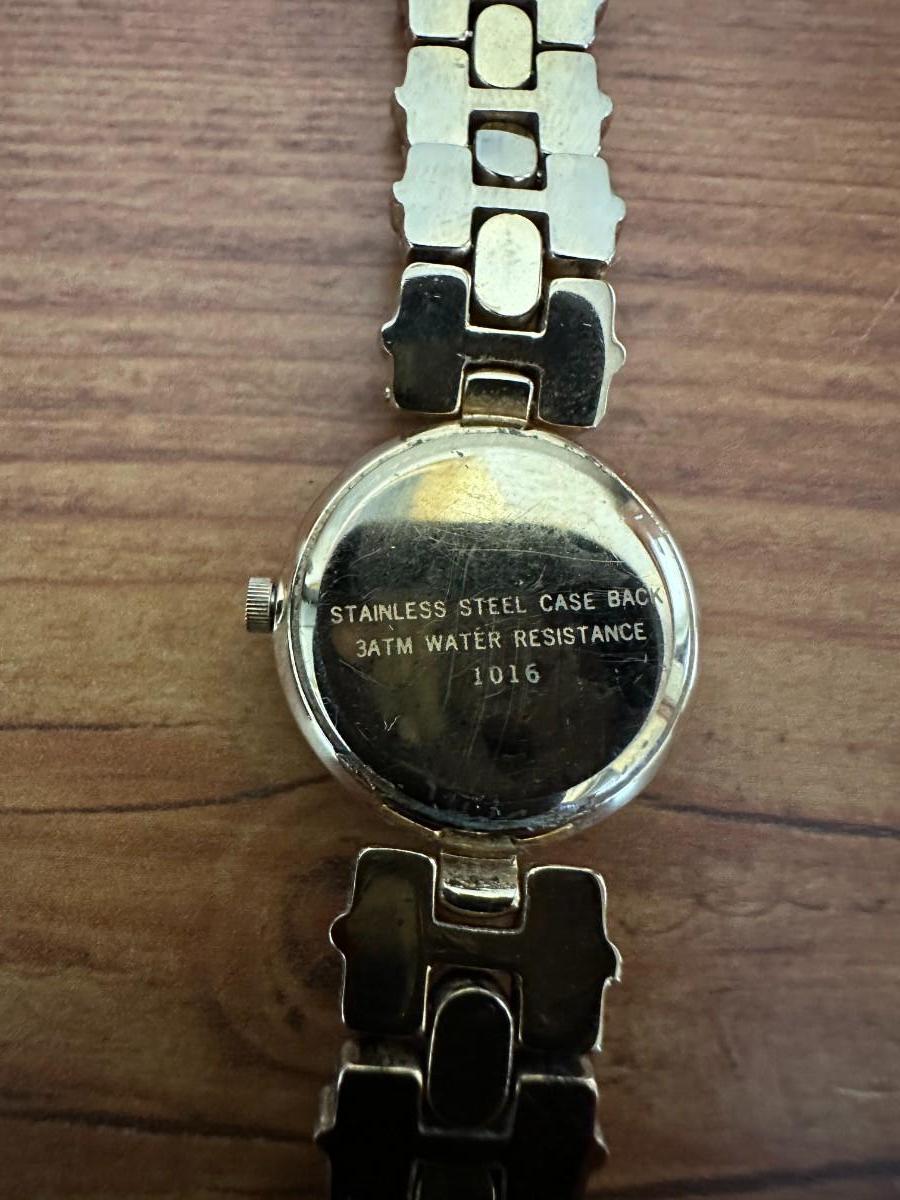 STAINLESS STEEL CASE BACK
3ATM WATER RESISTANCE
1016